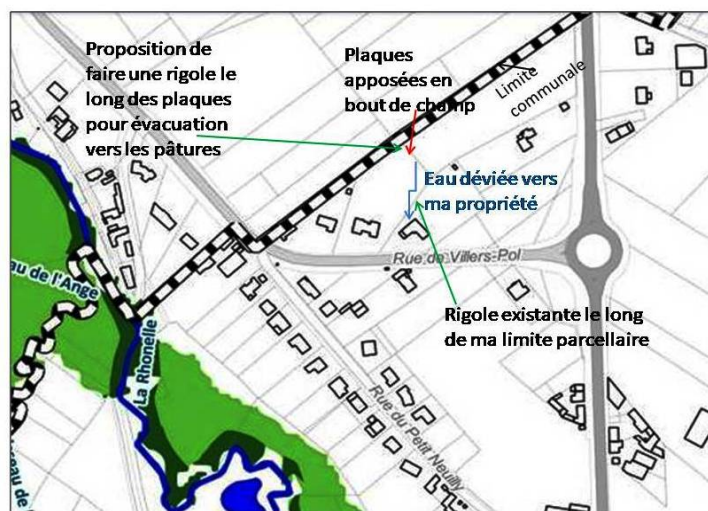 Proposition de
faire une rigole le
long des plaques
pour évacuation
vers les pâtures
Plaques
apposées en
bout de champ
Limite
communale
Eau déviée vers
ma propriété
Rue de Villers-Pol
Rigole existante le long
de ma limite parcellaire
au de l'Ange
La Rhonelle
Rue du Petit Neuilly
seau de